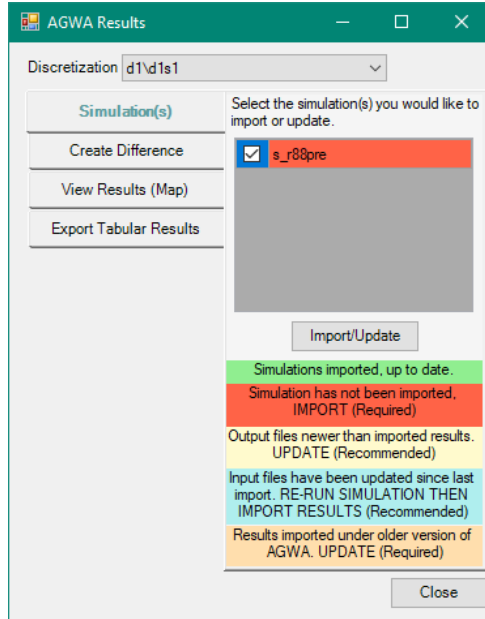 AGWA Results
Discretization d1\d1s1
Simulation(s)
Create Difference
View Results (Map)
Export Tabular Results
Select the simulation(s) you would like to
import or update.
s_r88pre
Import/Update
Simulations imported, up to date.
Simulation has not been imported,
IMPORT (Required)
Output files newer than imported results.
UPDATE (Recommended)
Input files have been updated since last
import. RE-RUN SIMULATION THEN
IMPORT RESULTS (Recommended)
Results imported under older version of
AGWA. UPDATE (Required)
Close